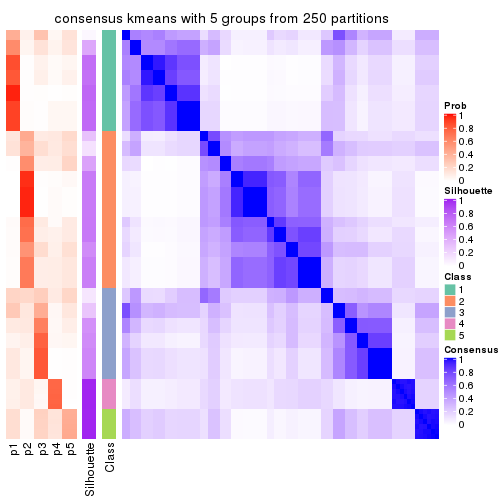 consensus kmeans with 5 groups from 250 partitions
Prob
1
0.8
0.6
0.4
0.2
0
Silhouette
1
0.8
0.6
0.4
0.2
0
Class
1
2
3
4
5
Consensus
1
0.8
0.6
0.4
0.2
0
p1
p2
p3
p4
p5
Silhouette
Class